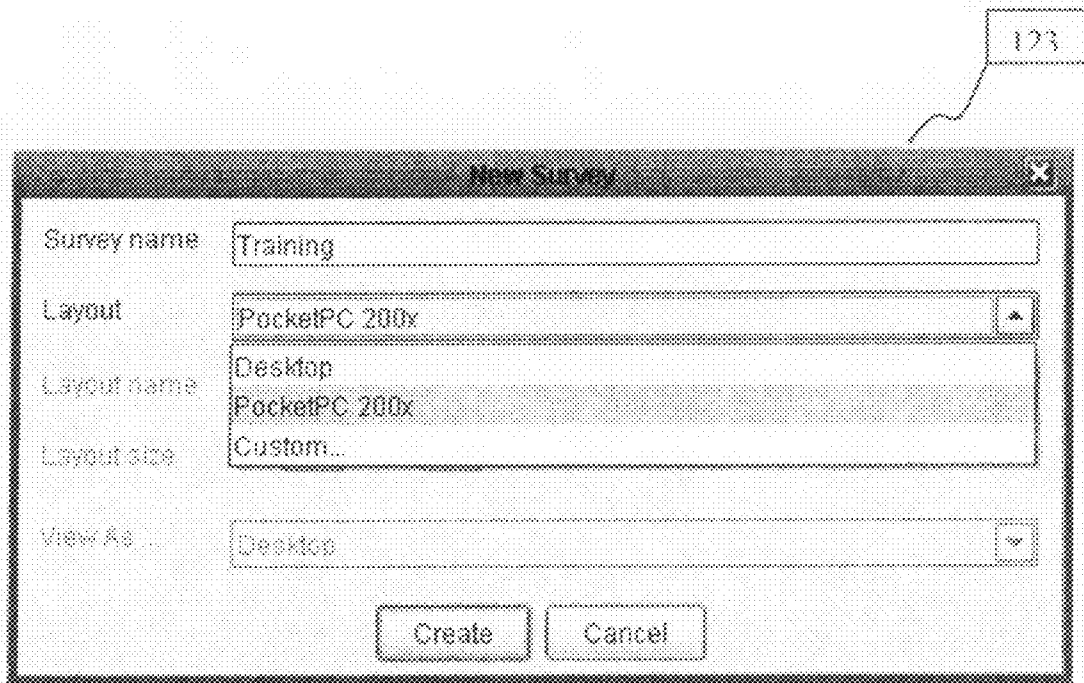 123
New Survey
Survey name Training
Layout PocketPC 200x
Desktop
Layout name
PocketPC 200x
Custom...
Layout size
View As ... Desktop
Create Cancel